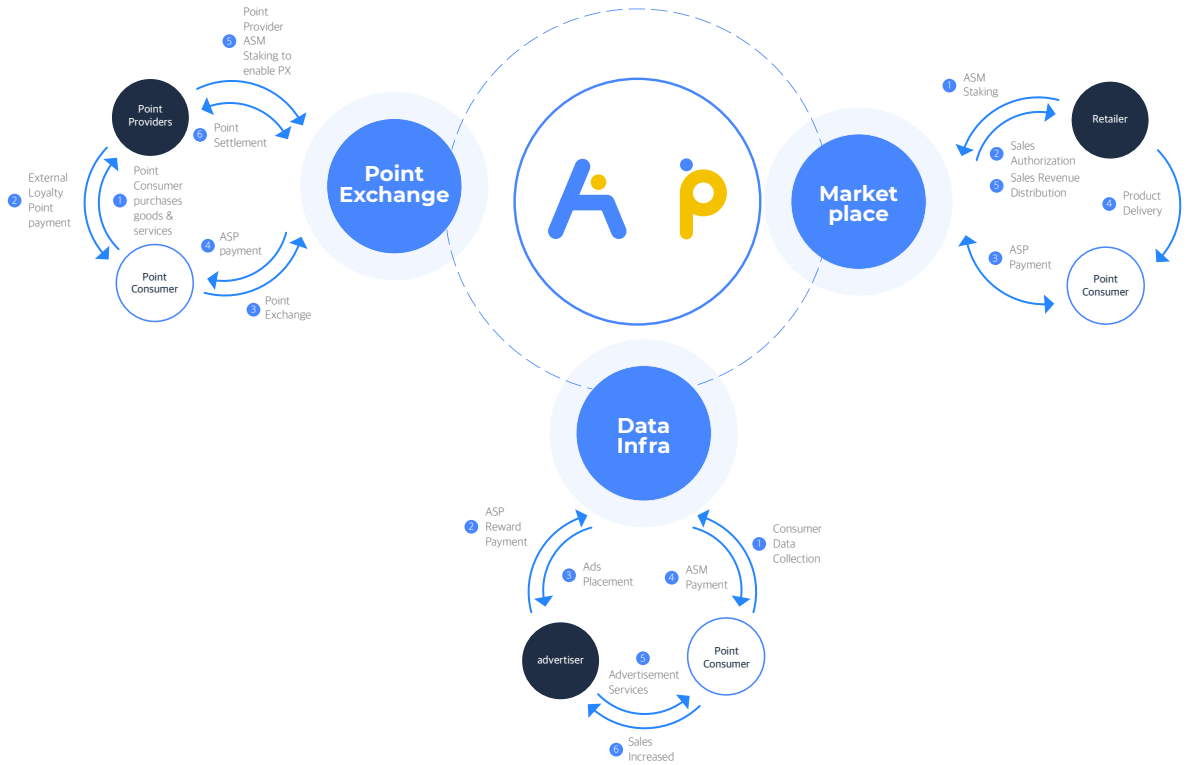 5
Point
Provider
ASM
Staking to
enable PX
Point
Providers
6
Point
Settlement
2
External
Loyalty
Point
payment
1
Point
Consumer
purchases
goods &
services
4
ASP
payment
Point
Consumer
3
Point
Exchange
Point
Exchange
Market
place
1
ASM
Staking
Retailer
2
Sales
Authorization
5
Sales Revenue
Distribution
4
Product
Delivery
3
ASP
Payment
Point
Consumer
Data
Infra
2
ASP
Reward
Payment
3
Ads
Placement
4
ASM
Payment
1
Consumer
Data
Collection
advertiser
Point
Consumer
5
Advertisement
Services
6
Sales
Increased